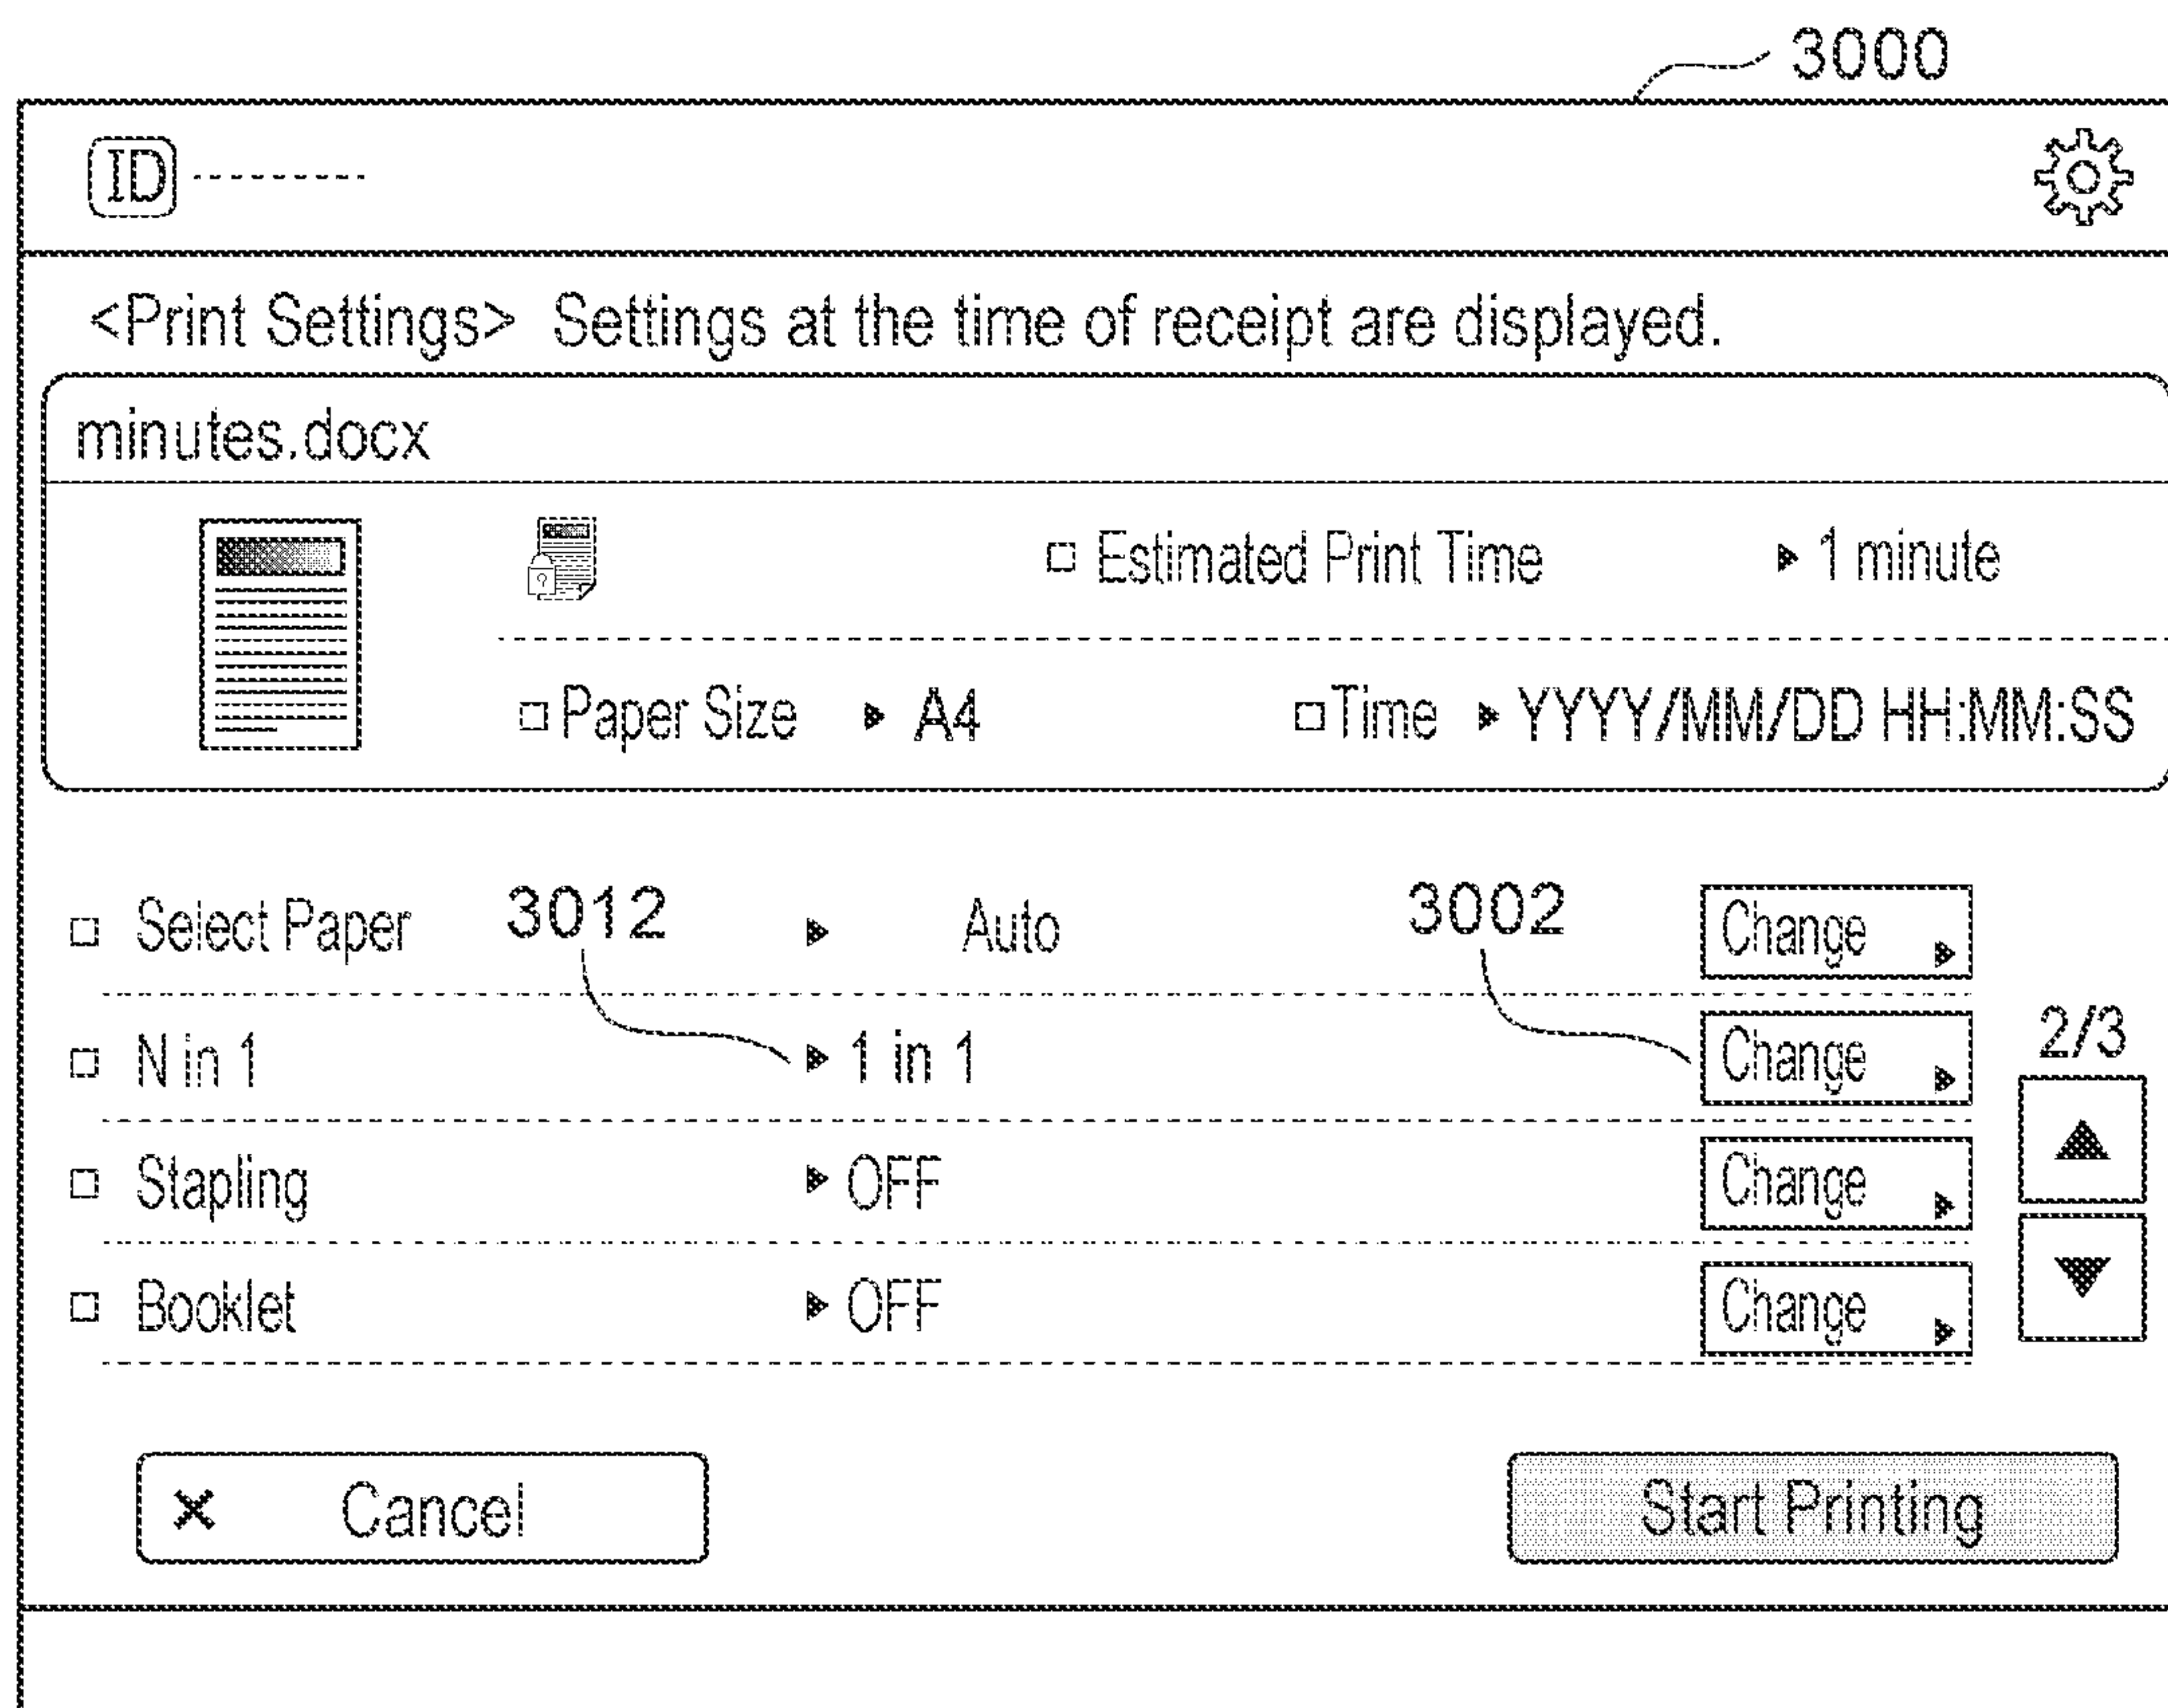 3000
ID ---------
<Print Settings> Settings at the time of receipt are displayed.
minutes.docx
Estimated Print Time 1 minute
Paper Size A4 Time YYYY/MM/DD HH:MM:SS
Select Paper 3012 Auto 3002 Change
N in 1 1 in 1 Change 2/3
Stapling OFF Change
Booklet OFF Change
× Cancel Start Printing